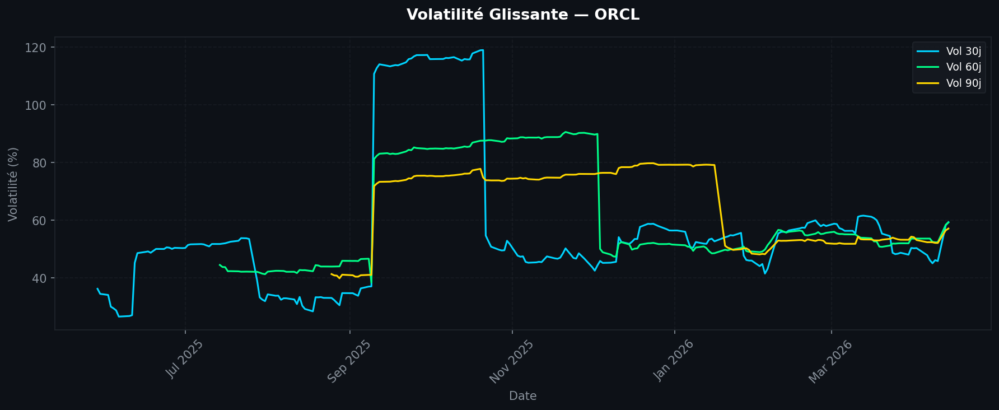 Volatilité Glissante — ORCL
Vol 30j
Vol 60j
Vol 90j
Volatilité (%)
120
100
80
60
40
Jul 2025
Sep 2025
Nov 2025
Jan 2026
Mar 2026
Date